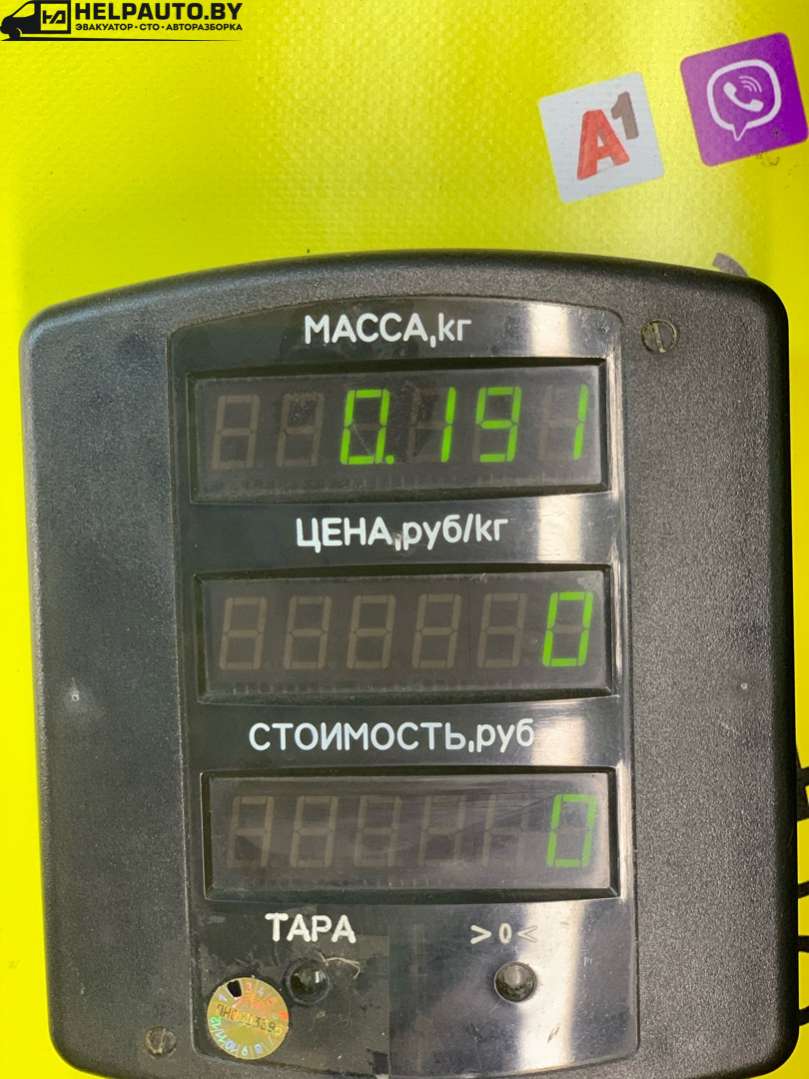 HELPAUTO.BY
ЭВАКУАТОР • СТО • АВТОРАЗБОРКА
A1
МАССА,кг
0.191
ЦЕНА,руб/кг
0
СТОИМОСТЬ,руб
0
ТАРА >0<